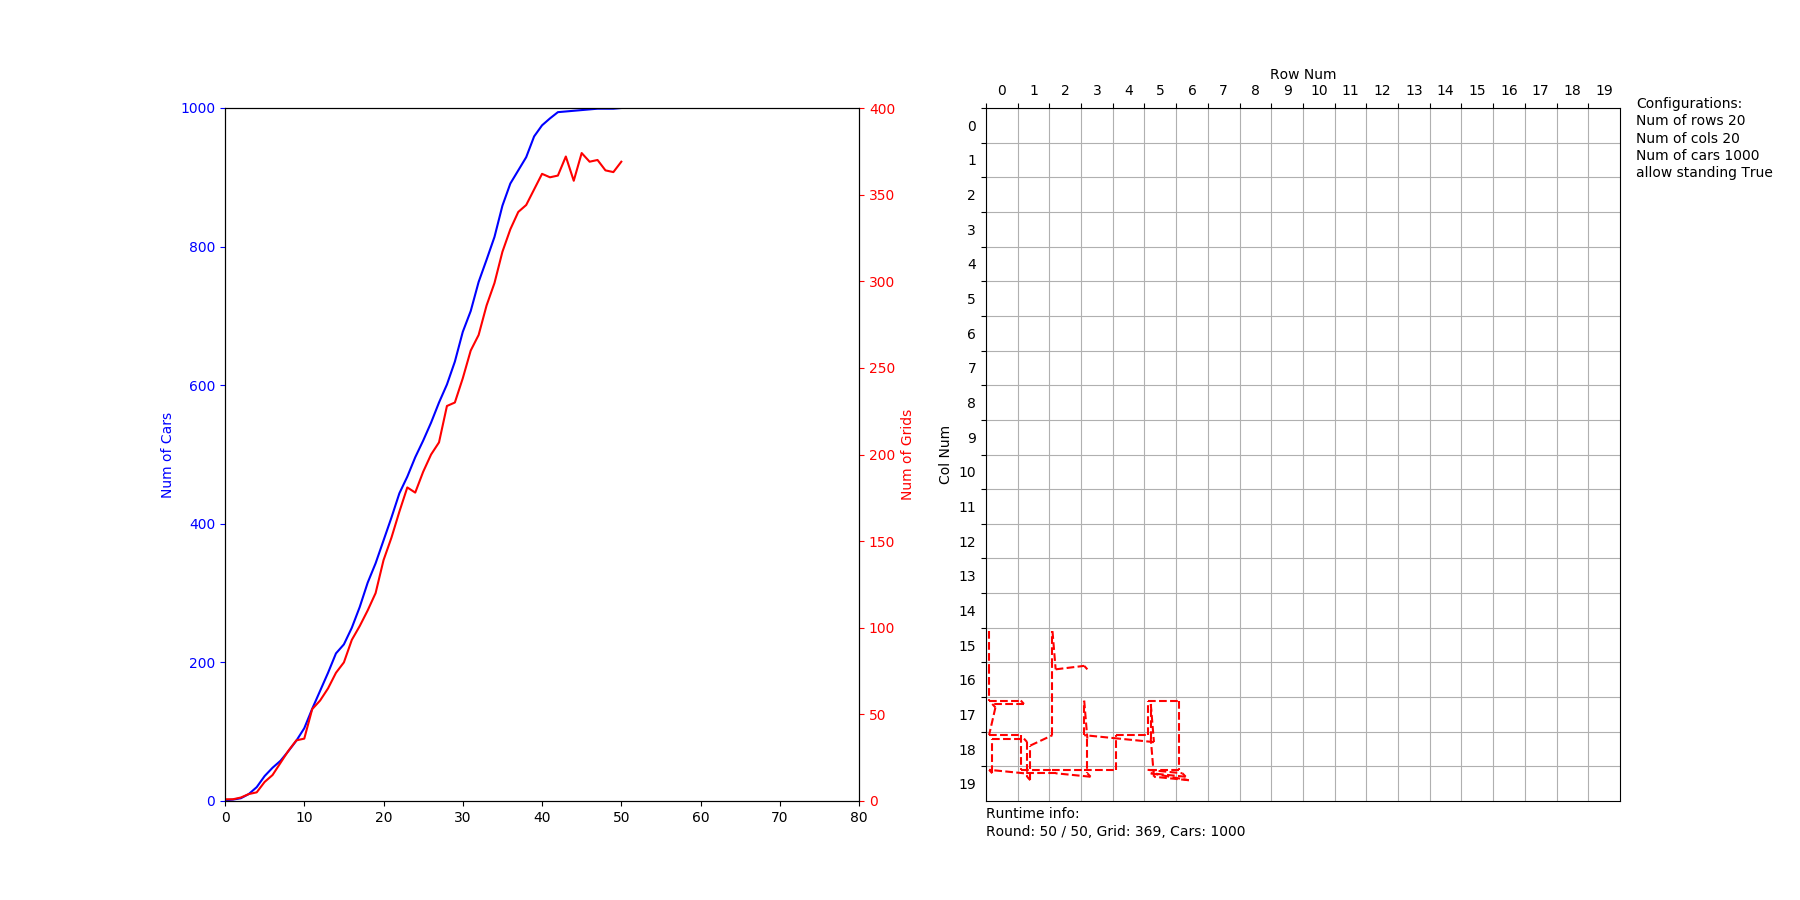 1000
800
600
400
200
0
Num of Cars
0 10 20 30 40 50 60 70 80
400
350
300
250
200
150
100
50
0
Num of Grids
Row Num
0 1 2 3 4 5 6 7 8 9 10 11 12 13 14 15 16 17 18 19
Col Num
0
1
2
3
4
5
6
7
8
9
10
11
12
13
14
15
16
17
18
19
Configurations:
Num of rows 20
Num of cols 20
Num of cars 1000
allow standing True
Runtime info:
Round: 50 / 50, Grid: 369, Cars: 1000